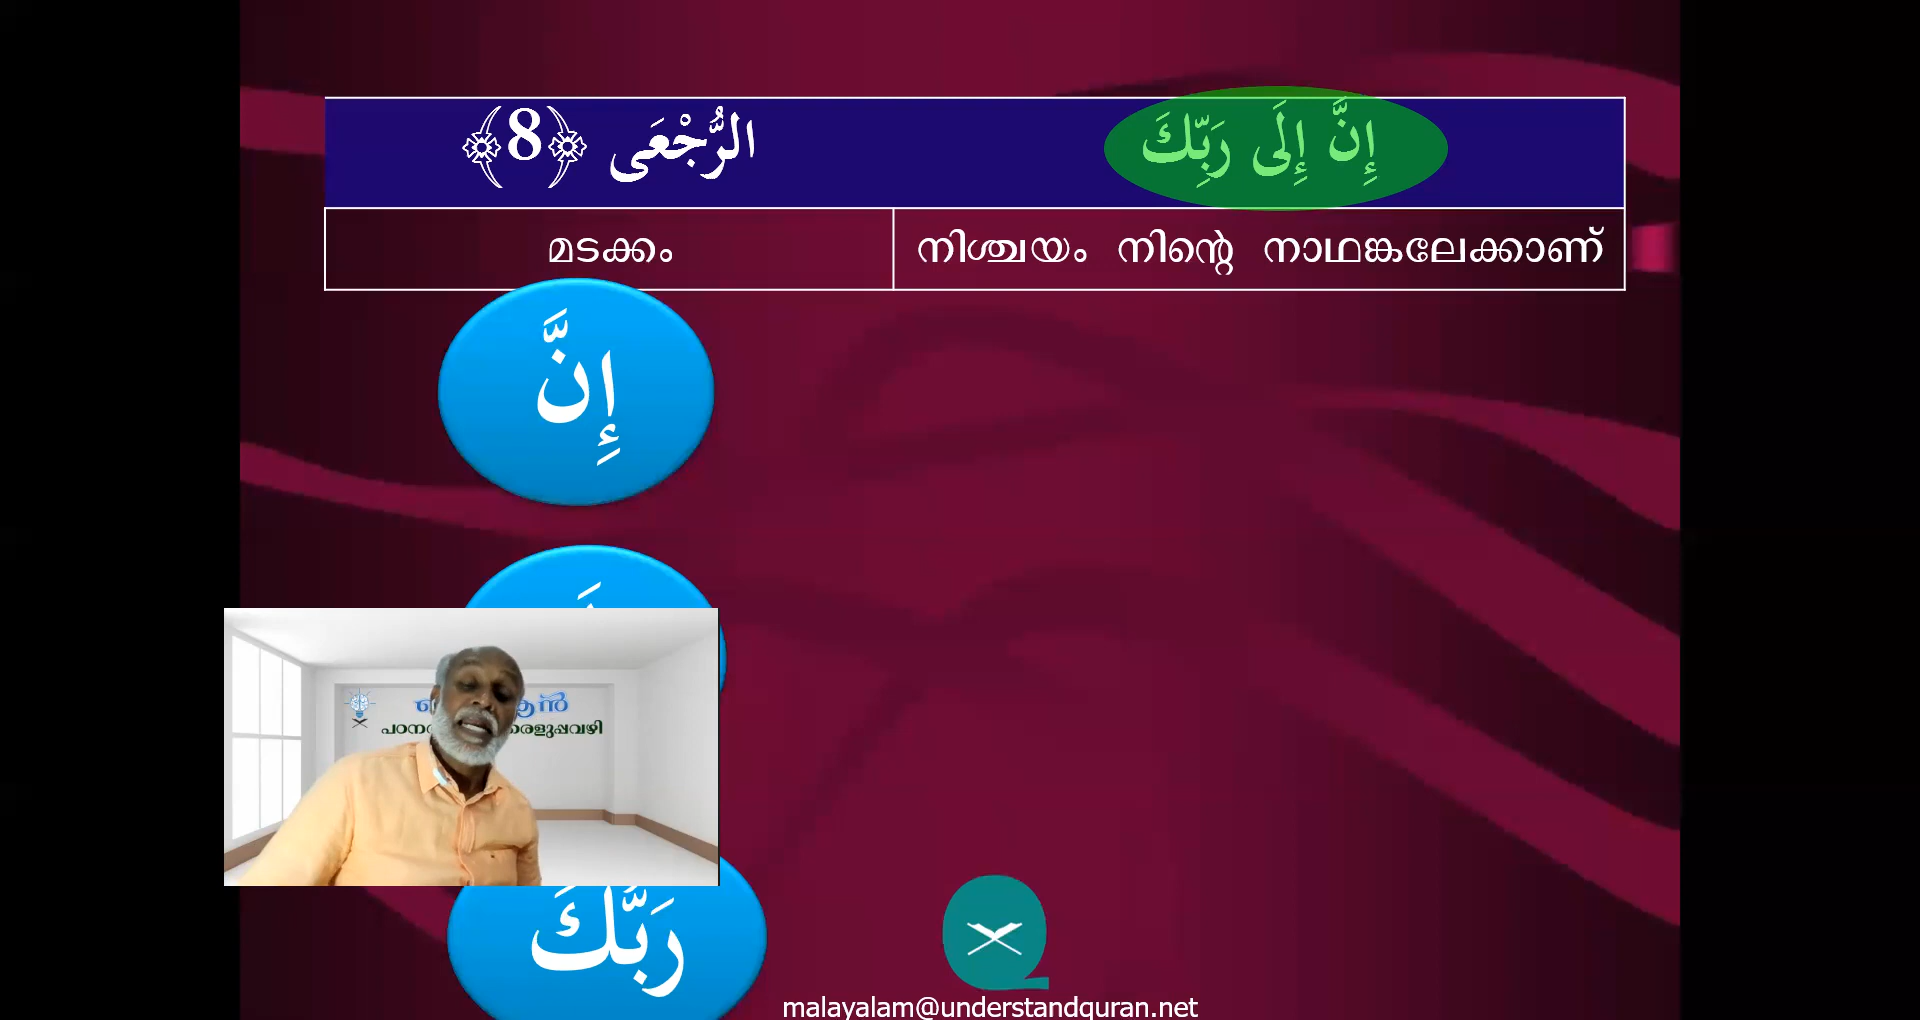 إِنَّ إِلَى رَبِّكَ الرُّجْعَى ﴿8﴾
നിശ്ചയം നിന്റെ നാഥങ്കലേക്കാണ് മടക്കം
إِنَّ
رَبَّكَ
malayalam@understandquran.net